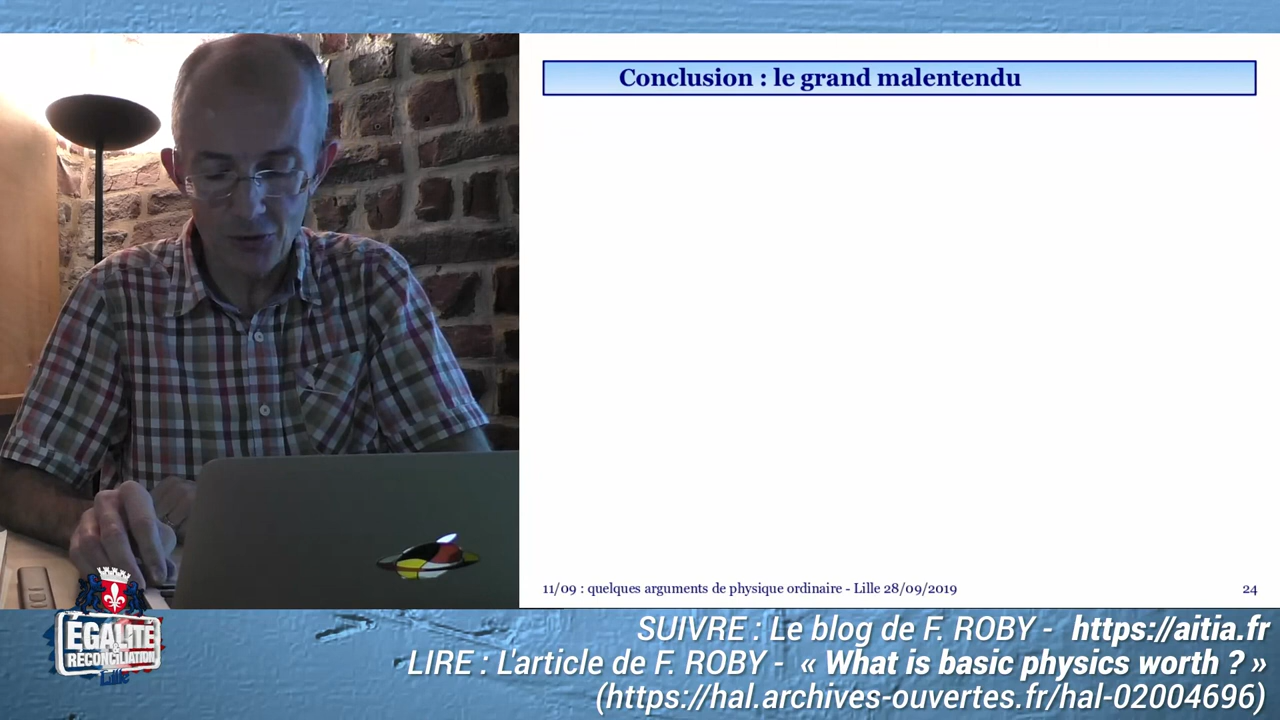 Conclusion : le grand malentendu
11/09 : quelques arguments de physique ordinaire - Lille 28/09/2019
24
ÉGALITÉ
&
RÉCONCILIATION
Lille
SUIVRE : Le blog de F. ROBY - https://aitia.fr
LIRE : L'article de F. ROBY - « What is basic physics worth ? »
(https://hal.archives-ouvertes.fr/hal-02004696)